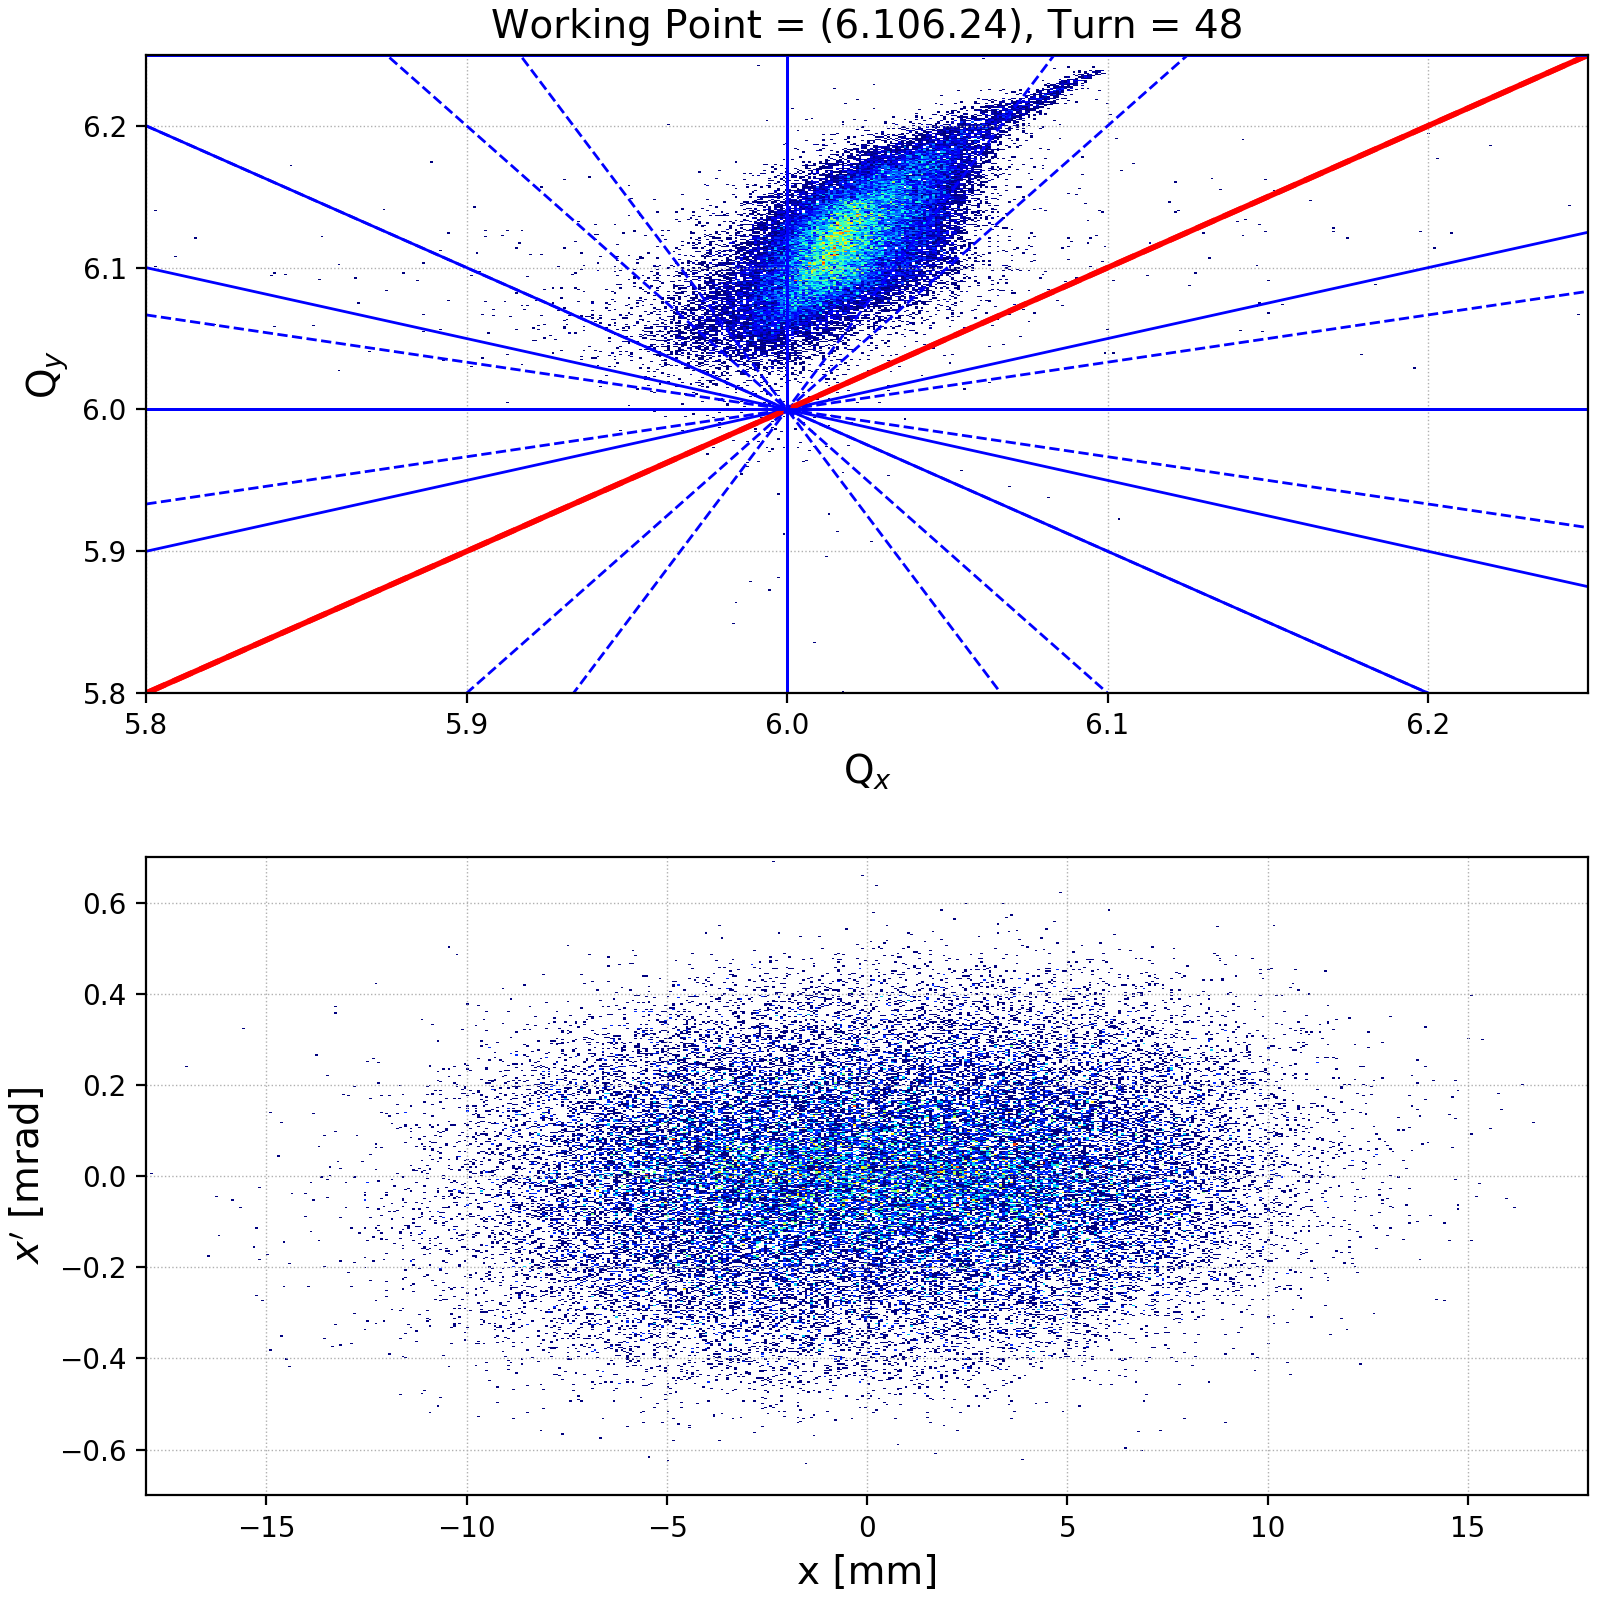 Working Point = (6.106.24), Turn = 48
Qy
6.2
6.1
6.0
5.9
5.8
5.8 5.9 6.0 6.1 6.2
Qx
x′ [mrad]
0.6
0.4
0.2
0.0
−0.2
−0.4
−0.6
−15 −10 −5 0 5 10 15
x [mm]